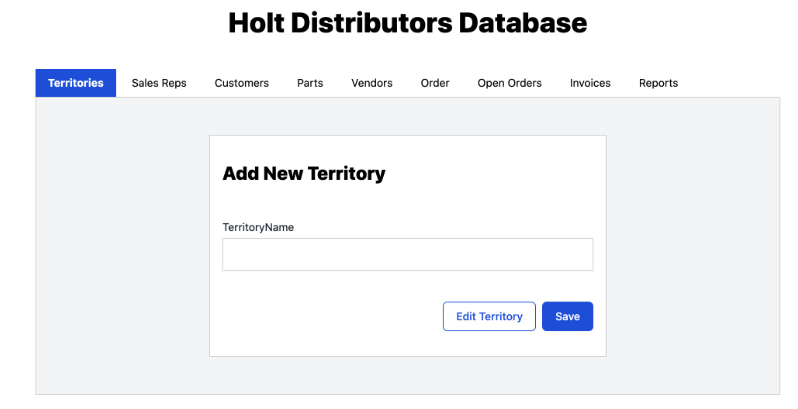 Holt Distributors Database
Territories Sales Reps Customers Parts Vendors Order Open Orders Invoices Reports
Add New Territory
TerritoryName
Edit Territory Save